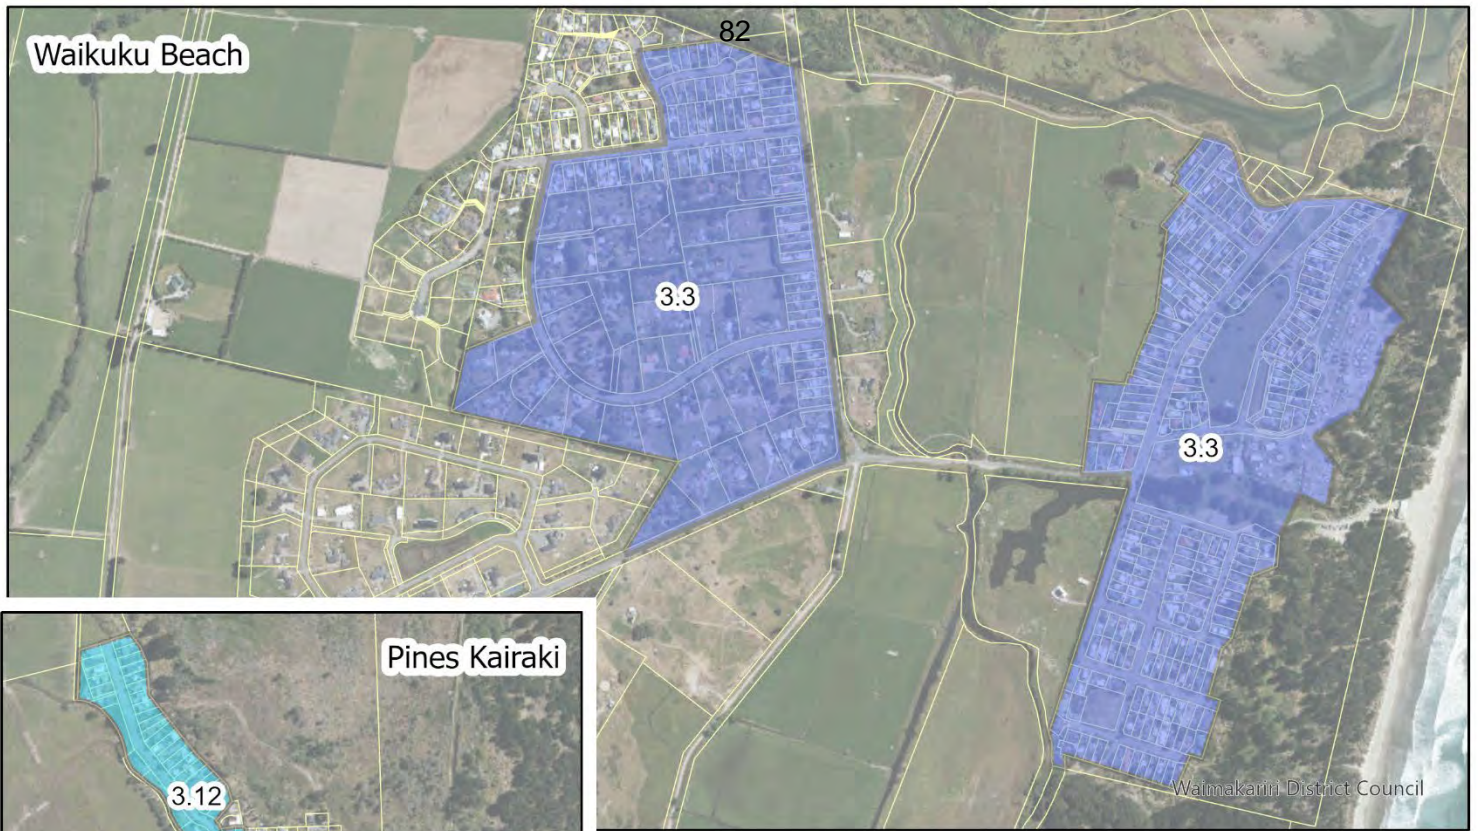 82
Waikuku Beach
3.3
3.3
Pines Kairaki
Waimakariri District Council
3.12